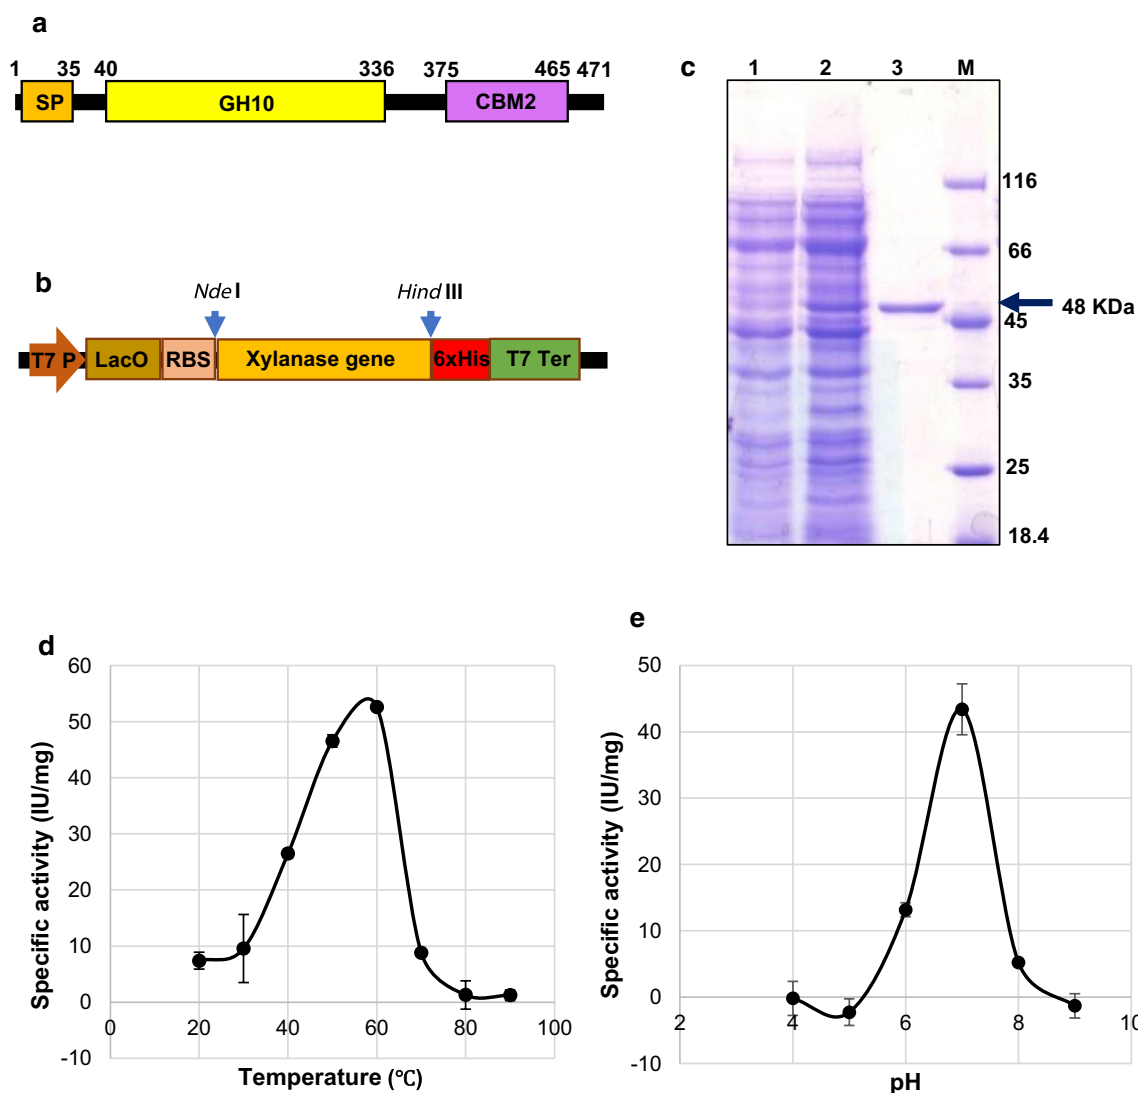 a
1 35 40 336 375 465 471
SP GH10 CBM2
b
Nde I Hind III
T7 P LacO RBS Xylanase gene 6xHis T7 Ter
c
1 2 3 M
116
66
48 KDa
45
35
25
18.4
d
Specific activity (IU/mg)
60
50
40
30
20
10
0
-10
0 20 40 60 80 100
Temperature (℃)
e
Specific activity (IU/mg)
50
40
30
20
10
0
-10
2 4 6 8 10
pH